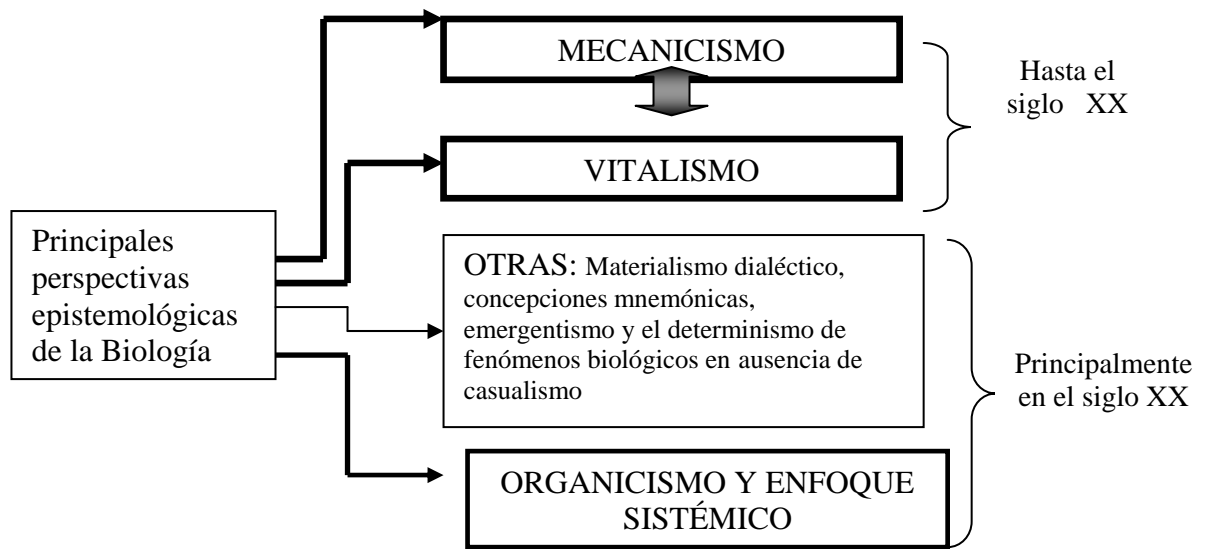 MECANICISMO
Hasta el
siglo XX
VITALISMO
Principales
perspectivas
epistemológicas
de la Biología
OTRAS: Materialismo dialéctico,
concepciones mnemónicas,
emergentismo y el determinismo de
fenómenos biológicos en ausencia de
casualismo
Principalmente
en el siglo XX
ORGANICISMO Y ENFOQUE
SISTÉMICO